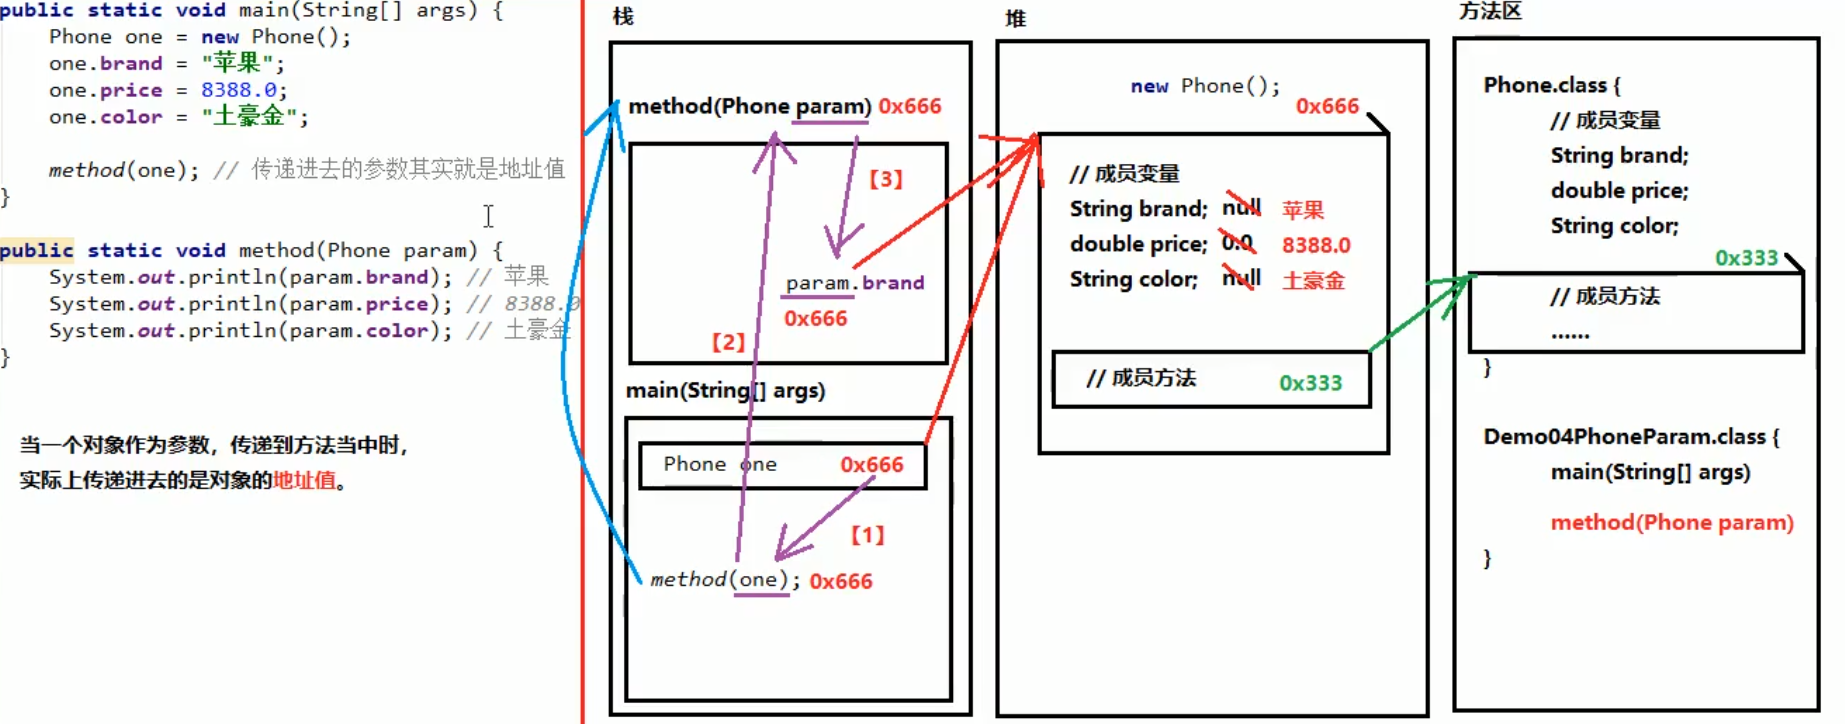 public static void main(String[] args) {
Phone one = new Phone();
one.brand = "苹果";
one.price = 8388.0;
one.color = "土豪金";
method(one); // 传递进去的参数其实就是地址值
}
public static void method(Phone param) {
System.out.println(param.brand); // 苹果
System.out.println(param.price); // 8388.0
System.out.println(param.color); // 土豪金
}
当一个对象作为参数，传递到方法当中时，
实际上传递进去的是对象的地址值。
栈
method(Phone param) 0x666
【3】
param.brand
0x666
【2】
main(String[] args)
Phone one 0x666
【1】
method(one); 0x666
堆
new Phone();
0x666
// 成员变量
String brand; null 苹果
double price; 0.0 8388.0
String color; null 土豪金
// 成员方法 0x333
方法区
Phone.class {
// 成员变量
String brand;
double price;
String color;
0x333
// 成员方法
......
}
Demo04PhoneParam.class {
main(String[] args)
method(Phone param)
}